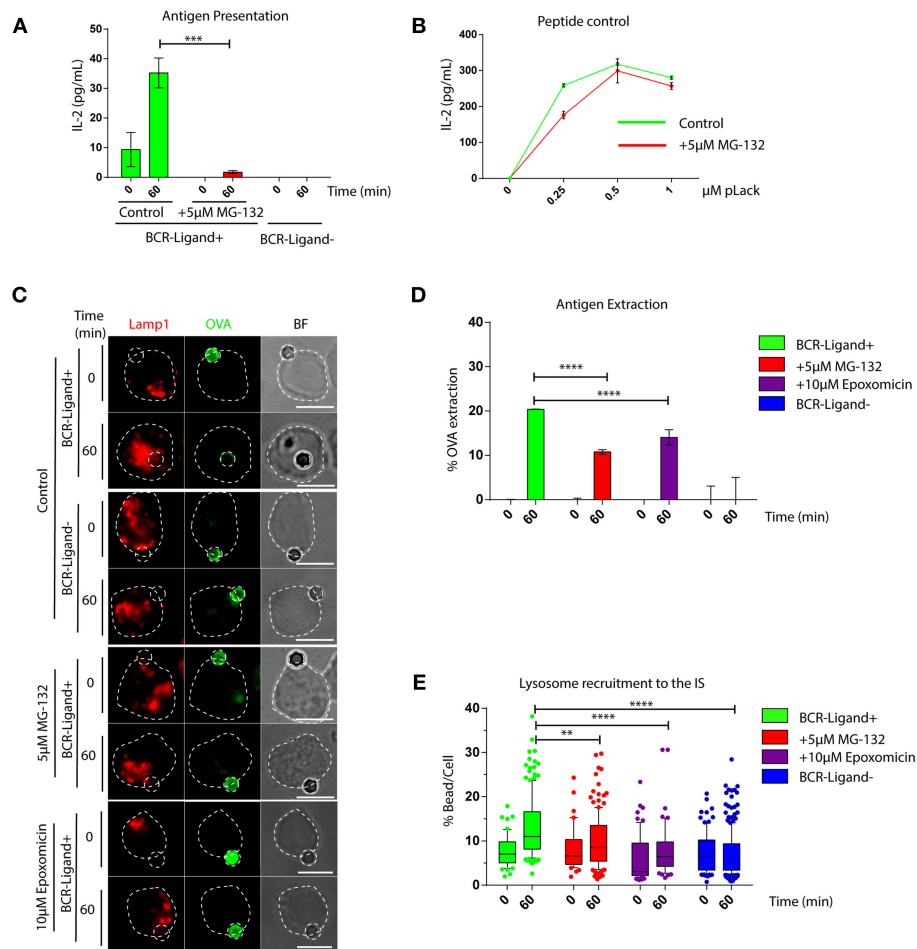 A
Antigen Presentation
IL-2 (pg/mL)
50
40
30
20
10
0
***
0 60 0 60 0 60 Time (min)
Control +5μM MG-132
BCR-Ligand+ BCR-Ligand-
B
Peptide control
IL-2 (pg/mL)
400
300
200
100
0
Control
+5μM MG-132
0 0.25 0.5 1 μM pLack
C
Time (min)
Lamp1 OVA BF
Control
BCR-Ligand+
0
60
BCR-Ligand-
0
60
5μM MG-132
BCR-Ligand+
0
60
10μM Epoxomicin
BCR-Ligand+
0
60
D
Antigen Extraction
% OVA extraction
40
30
20
10
0
****
****
0 60 0 60 0 60 0 60 Time (min)
BCR-Ligand+
+5μM MG-132
+10μM Epoxomicin
BCR-Ligand-
E
Lysosome recruitment to the IS
% Bead/Cell
40
30
20
10
0
****
****
**
0 60 0 60 0 60 0 60 Time (min)
BCR-Ligand+
+5μM MG-132
+10μM Epoxomicin
BCR-Ligand-